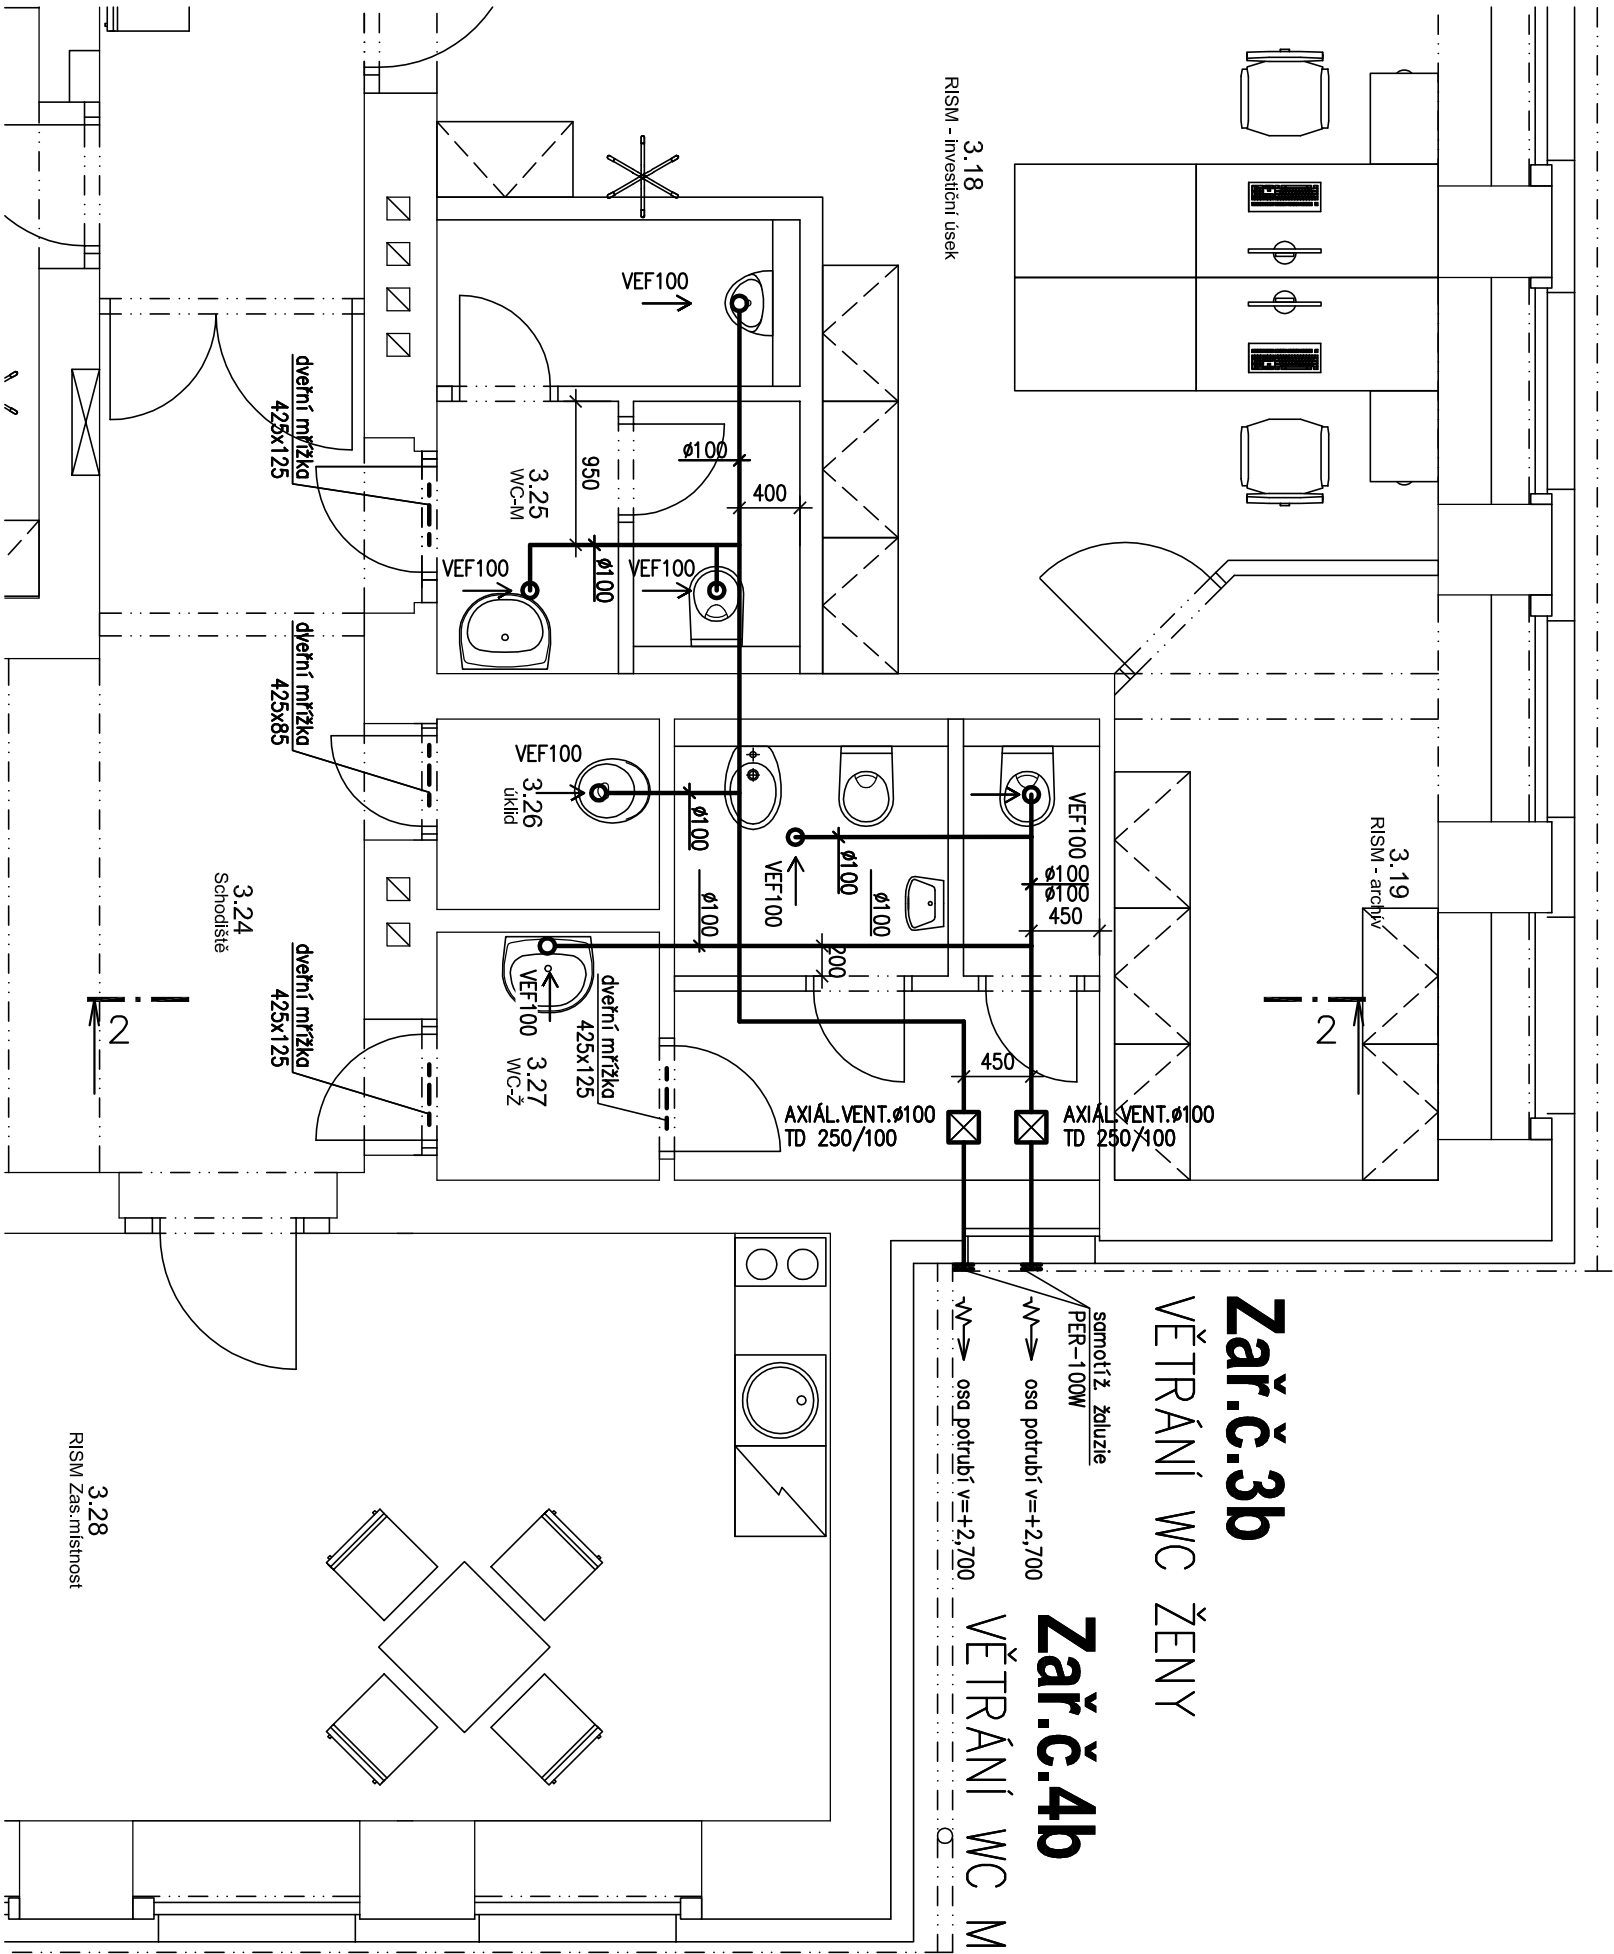 3.18
RISM - investiční úsek
VEF100
dveřní mřížka
425x125
ø100
950
400
3.25
WC-M
VEF100
ø100
VEF100
dveřní mřížka
425x85
VEF100
3.26
úklid
ø100
ø100
VEF100
ø100
ø100
VEF100
ø100
ø100
450
3.19
RISM - archiv
3.24
Schodiště
200
dveřní mřížka
425x125
VEF100
3.27
WC-Ž
dveřní mřížka
425x125
2
2
450
AXIÁL.VENT.ø100
TD 250/100
AXIÁL.VENT.ø100
TD 250/100
samotíž. žaluzie
PER-100W
osa potrubí v=+2,700
osa potrubí v=+2,700
Zař.č.3b
VĚTRÁNÍ WC ŽENY
Zař.č.4b
VĚTRÁNÍ WC M
3.28
RISM Zas.místnost